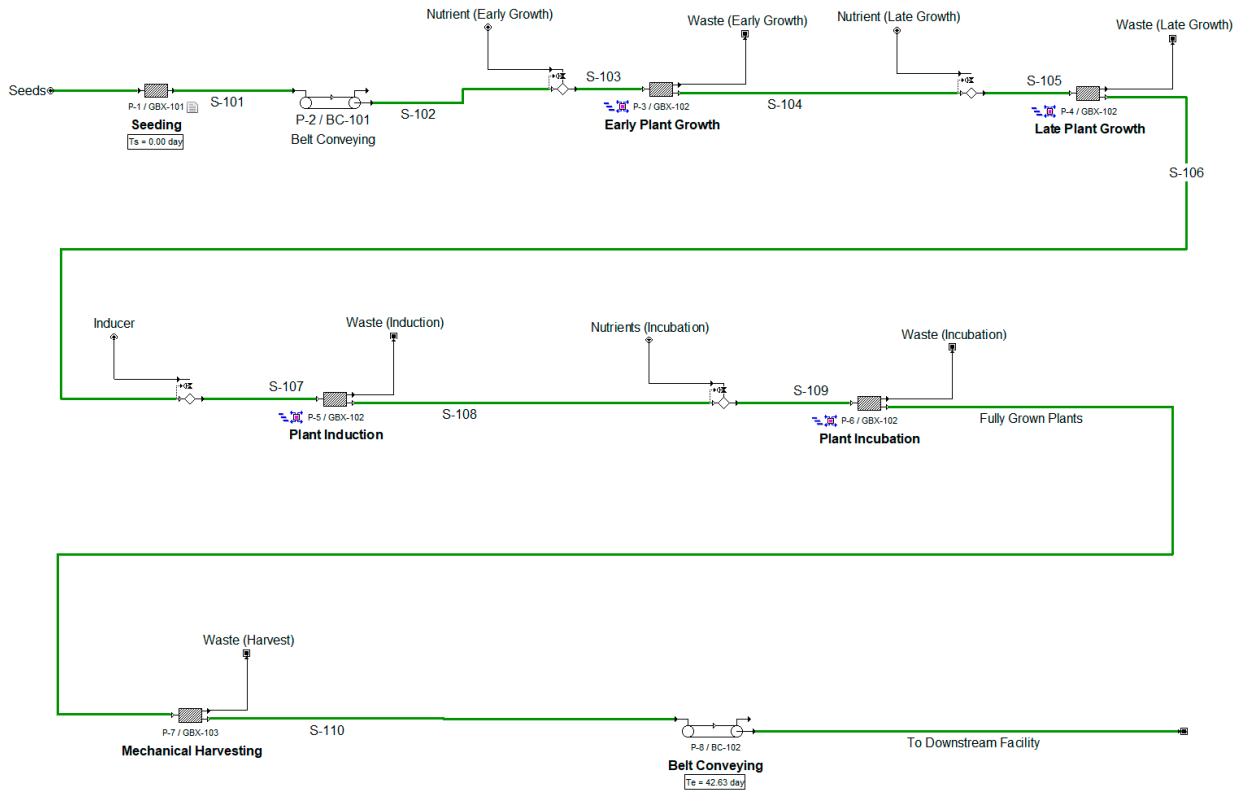 Nutrient (Early Growth)
Waste (Early Growth)
Nutrient (Late Growth)
Waste (Late Growth)
Seeds
S-101
S-102
S-103
S-104
S-105
P-1 / GBX-101
Seeding
Ts = 0.00 day
P-2 / BC-101
Belt Conveying
P-3 / GBX-102
Early Plant Growth
P-4 / GBX-102
Late Plant Growth
S-106
Inducer
Waste (Induction)
Nutrients (Incubation)
Waste (Incubation)
S-107
S-108
S-109
P-5 / GBX-102
Plant Induction
P-6 / GBX-102
Plant Incubation
Fully Grown Plants
Waste (Harvest)
P-7 / GBX-103
Mechanical Harvesting
S-110
P-8 / BC-102
Belt Conveying
Te = 42.63 day
To Downstream Facility